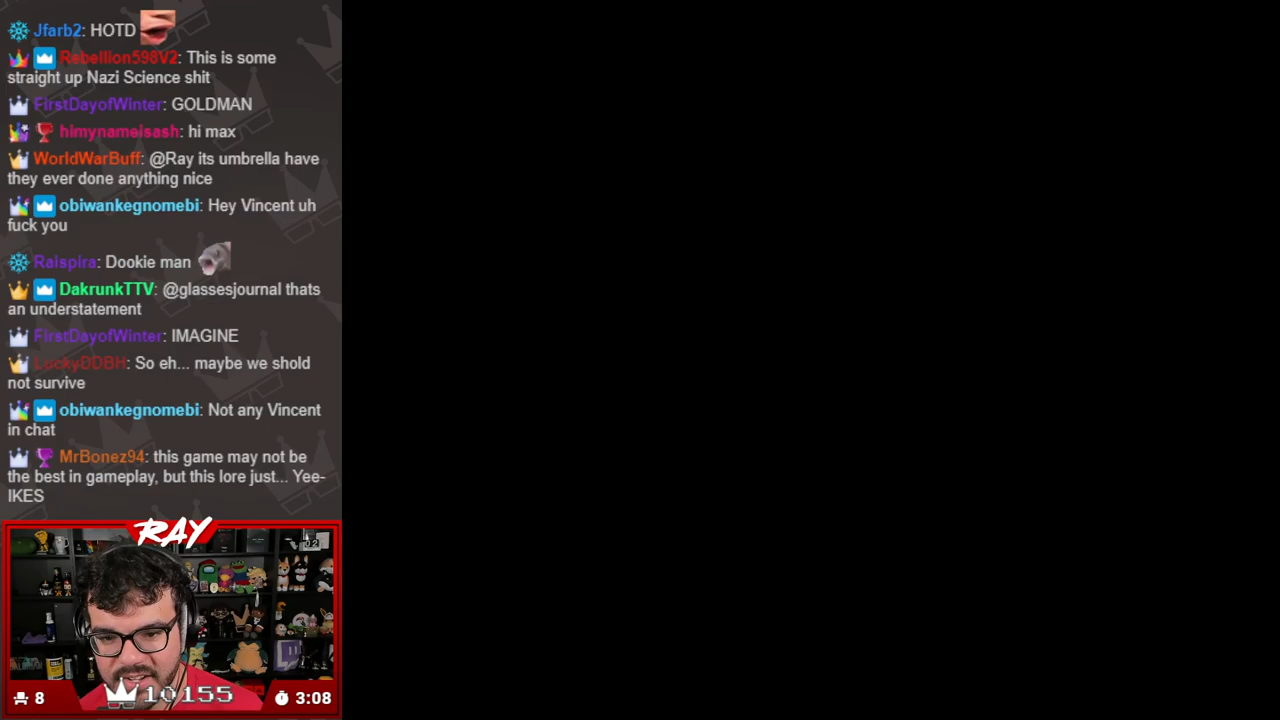 Jfarb2: HOTD
Rebellion598V2: This is some
straight up Nazi Science shit
FirstDayofWinter: GOLDMAN
himynameisash: hi max
WorldWarBuff: @Ray its umbrella have
they ever done anything nice
obiwankegnomebi: Hey Vincent uh
fuck you
Raispira: Dookie man
DakrunkTTV: @glassesjournal thats
an understatement
FirstDayofWinter: IMAGINE
LuckyDDBH: So eh... maybe we shold
not survive
obiwankegnomebi: Not any Vincent
in chat
MrBonez94: this game may not be
the best in gameplay, but this lore just... Yee-
IKES
RAY
8
10155
3:08